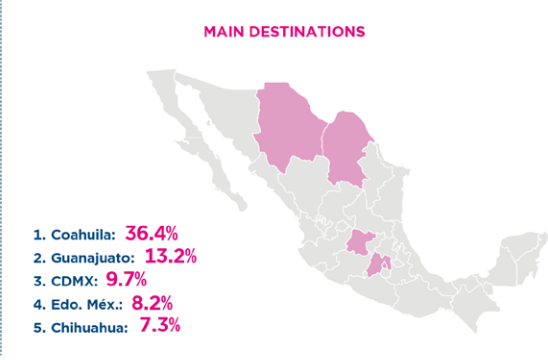 MAIN DESTINATIONS
1. Coahuila: 36.4%
2. Guanajuato: 13.2%
3. CDMX: 9.7%
4. Edo. Méx.: 8.2%
5. Chihuahua: 7.3%